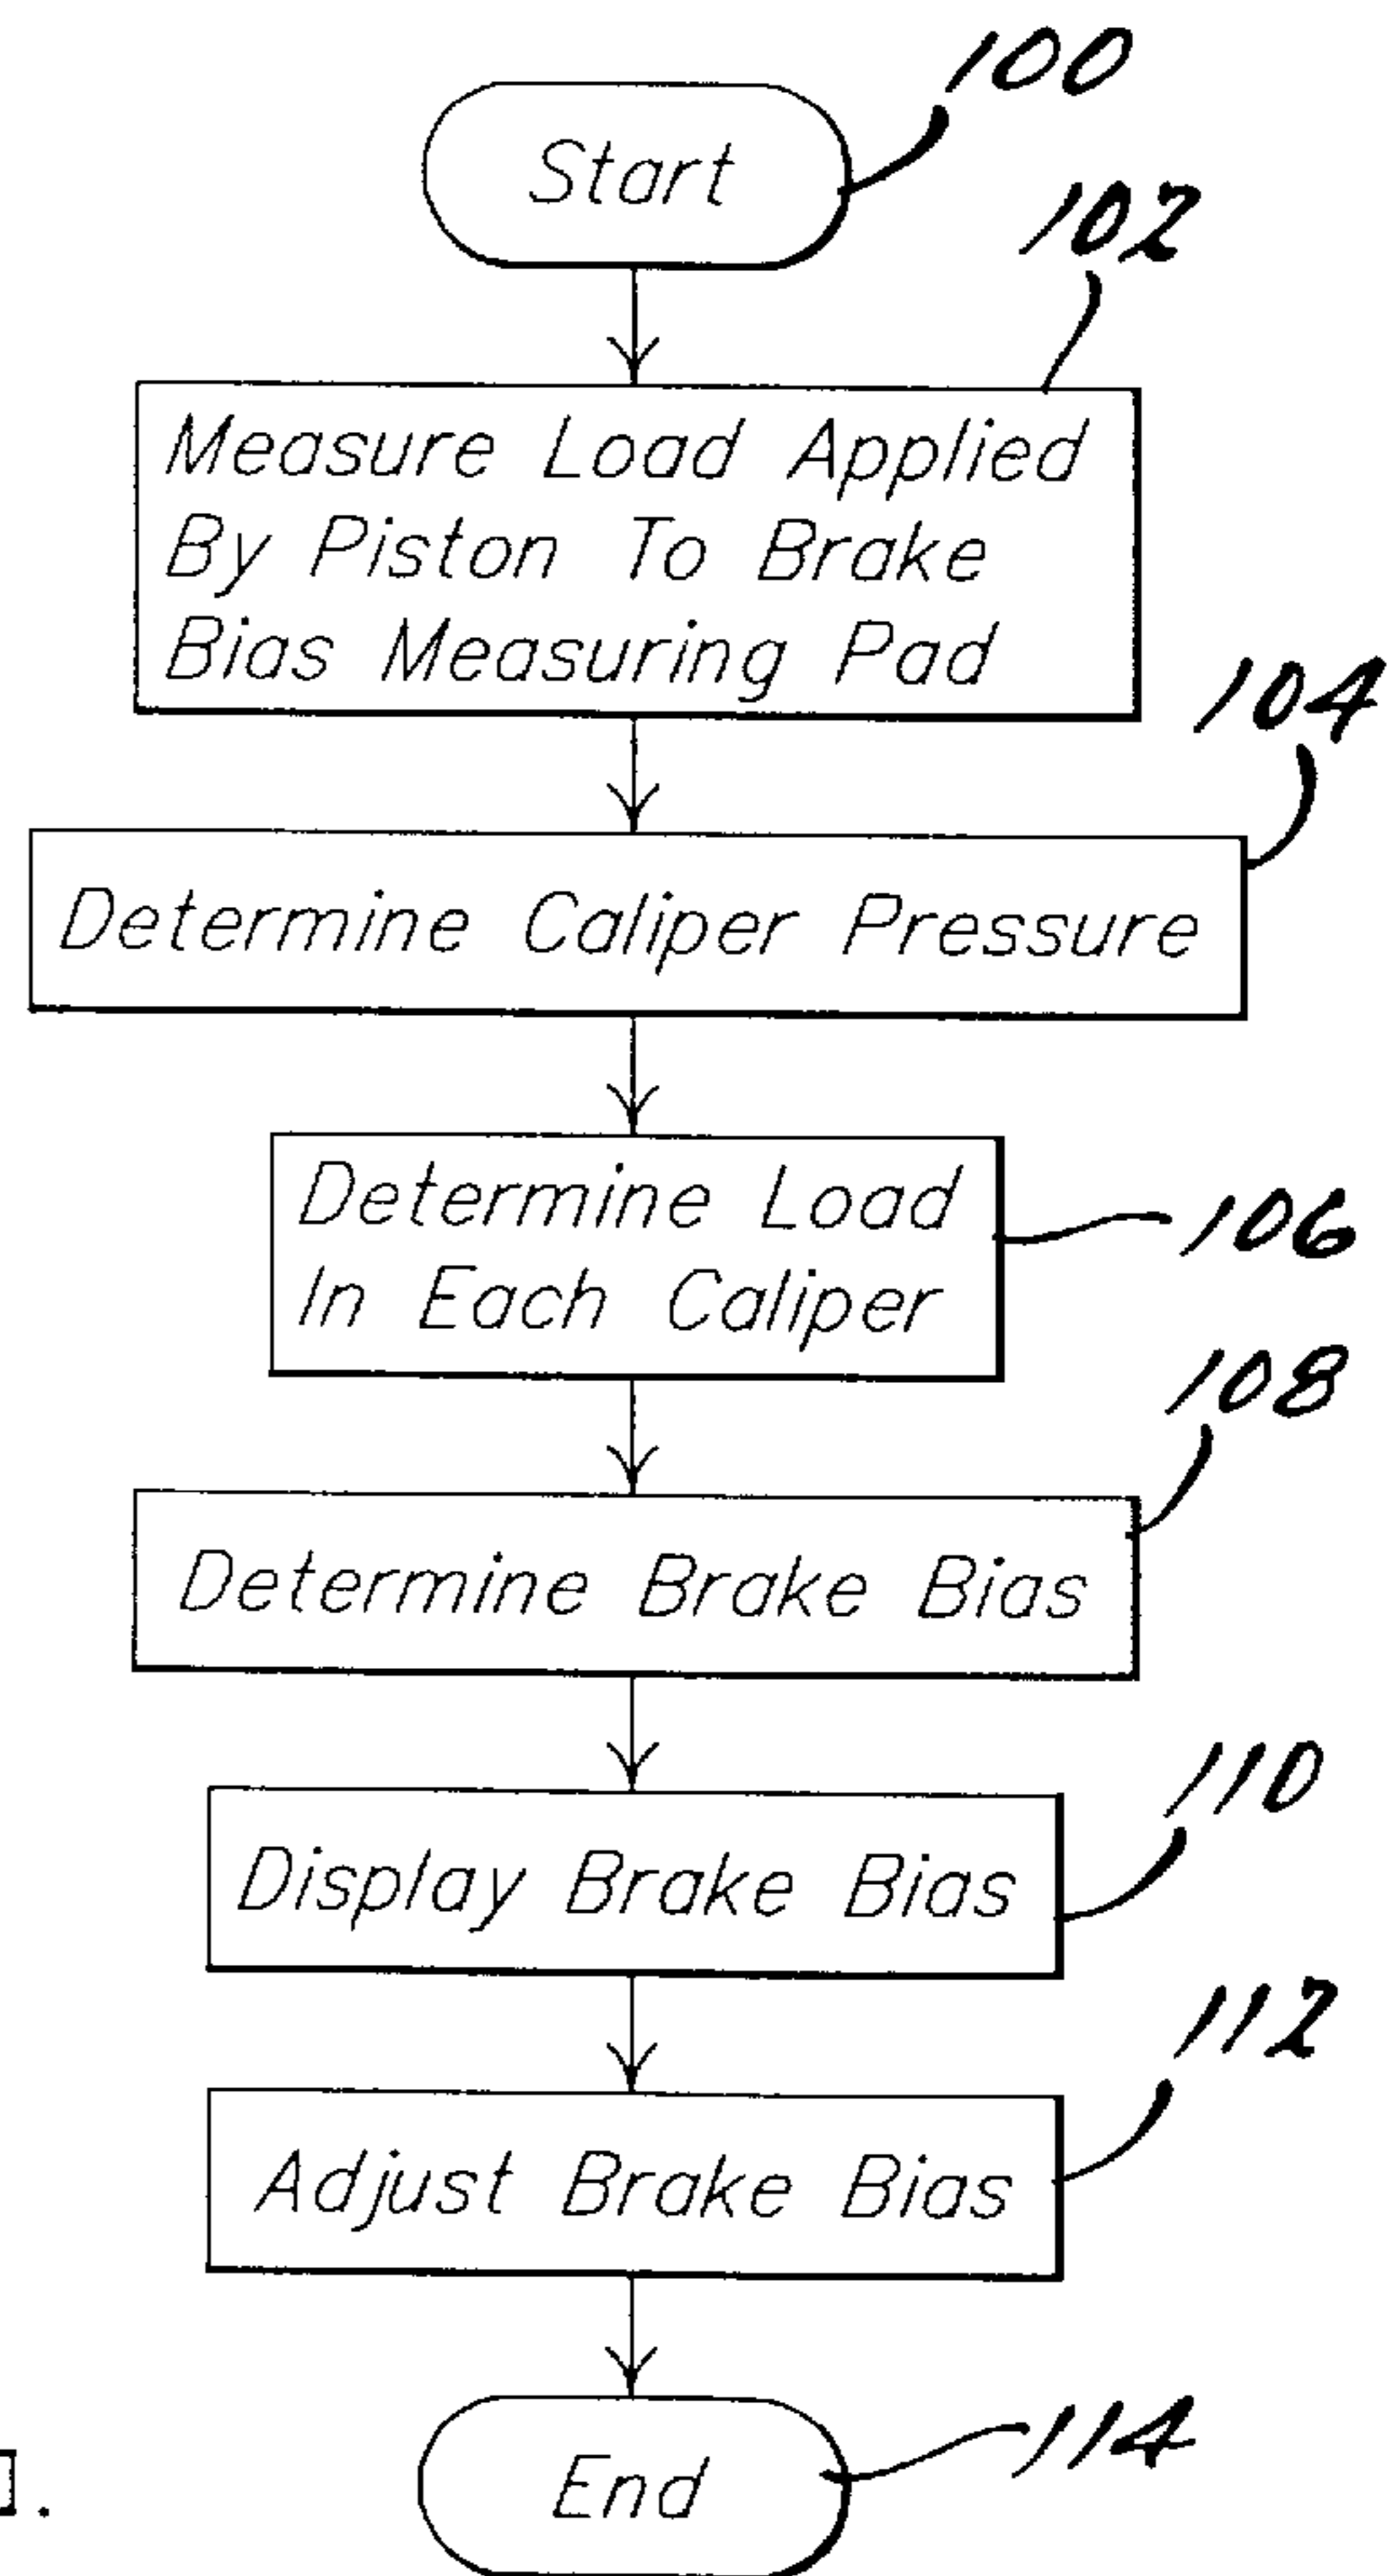 100
Start
102
Measure Load Applied
By Piston To Brake
Bias Measuring Pad
104
Determine Caliper Pressure
Determine Load
In Each Caliper
106
108
Determine Brake Bias
110
Display Brake Bias
112
Adjust Brake Bias
114
End